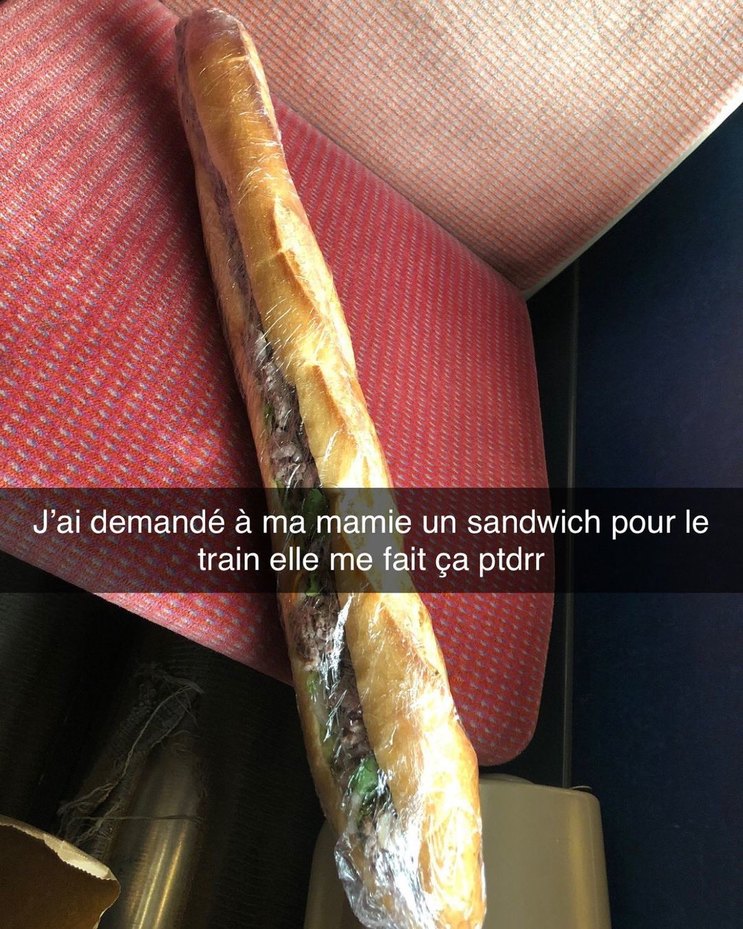 J’ai demandé à ma mamie un sandwich pour le
train elle me fait ça ptdrr